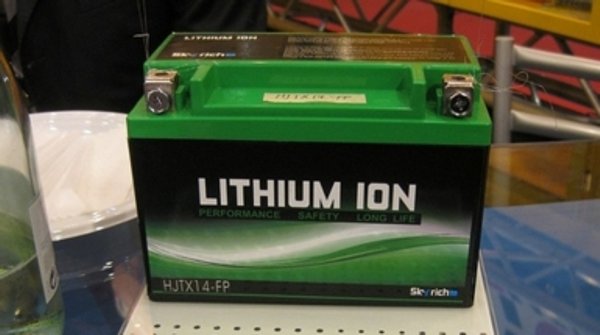 LITHIUM ION
Skyrich
HJTX14-FP
LITHIUM ION
PERFORMANCE SAFETY LONG LIFE
HJTX14-FP
Skyrich